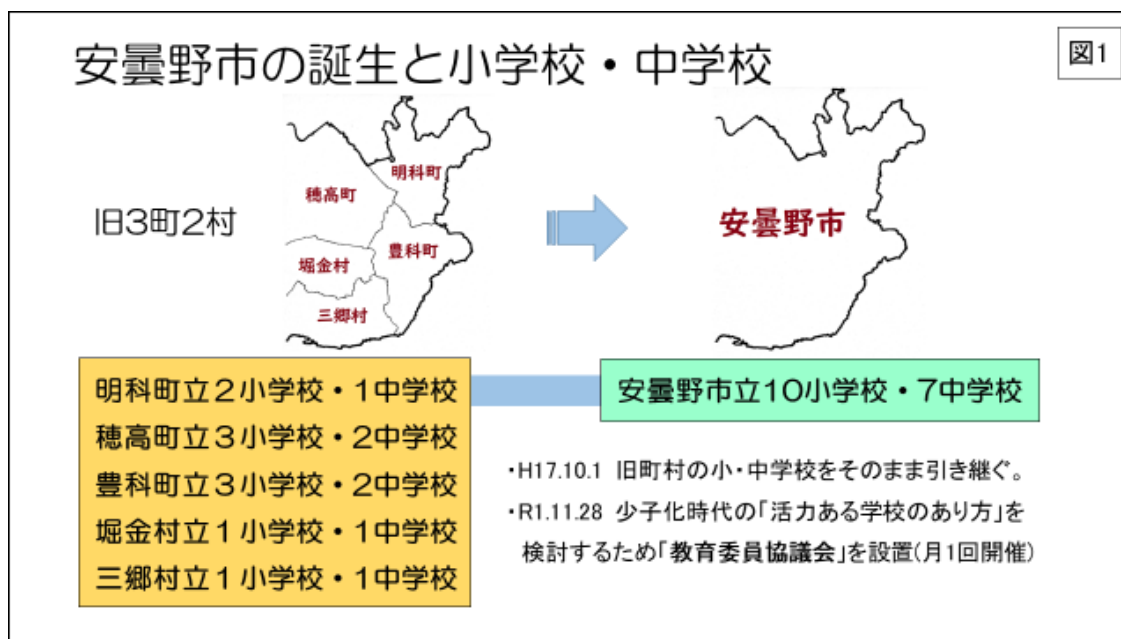 安曇野市の誕生と小学校・中学校
図1
旧3町2村
明科町
穂高町
豊科町
堀金村
三郷村
安曇野市
明科町立2小学校・1中学校
穂高町立3小学校・2中学校
豊科町立3小学校・2中学校
堀金村立1小学校・1中学校
三郷村立1小学校・1中学校
安曇野市立10小学校・7中学校
・H17.10.1 旧町村の小・中学校をそのまま引き継ぐ。
・R1.11.28 少子化時代の「活力ある学校のあり方」を
検討するため「教育委員協議会」を設置(月1回開催)